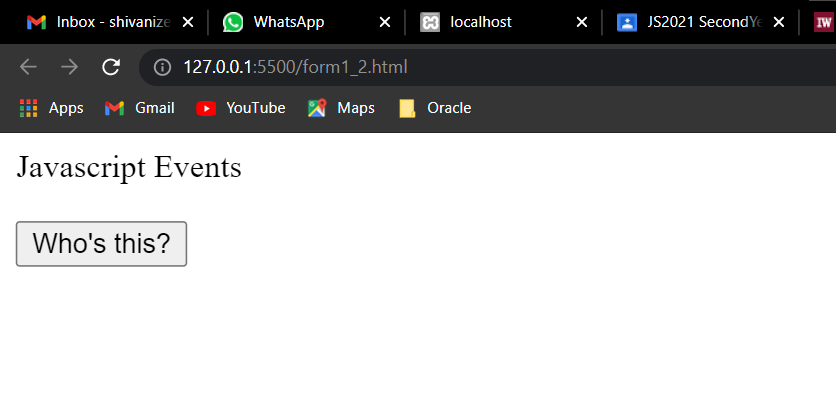 Inbox - shivanize WhatsApp localhost JS2021 SecondYe IW
127.0.0.1:5500/form1_2.html
Apps Gmail YouTube Maps Oracle
Javascript Events
Who's this?